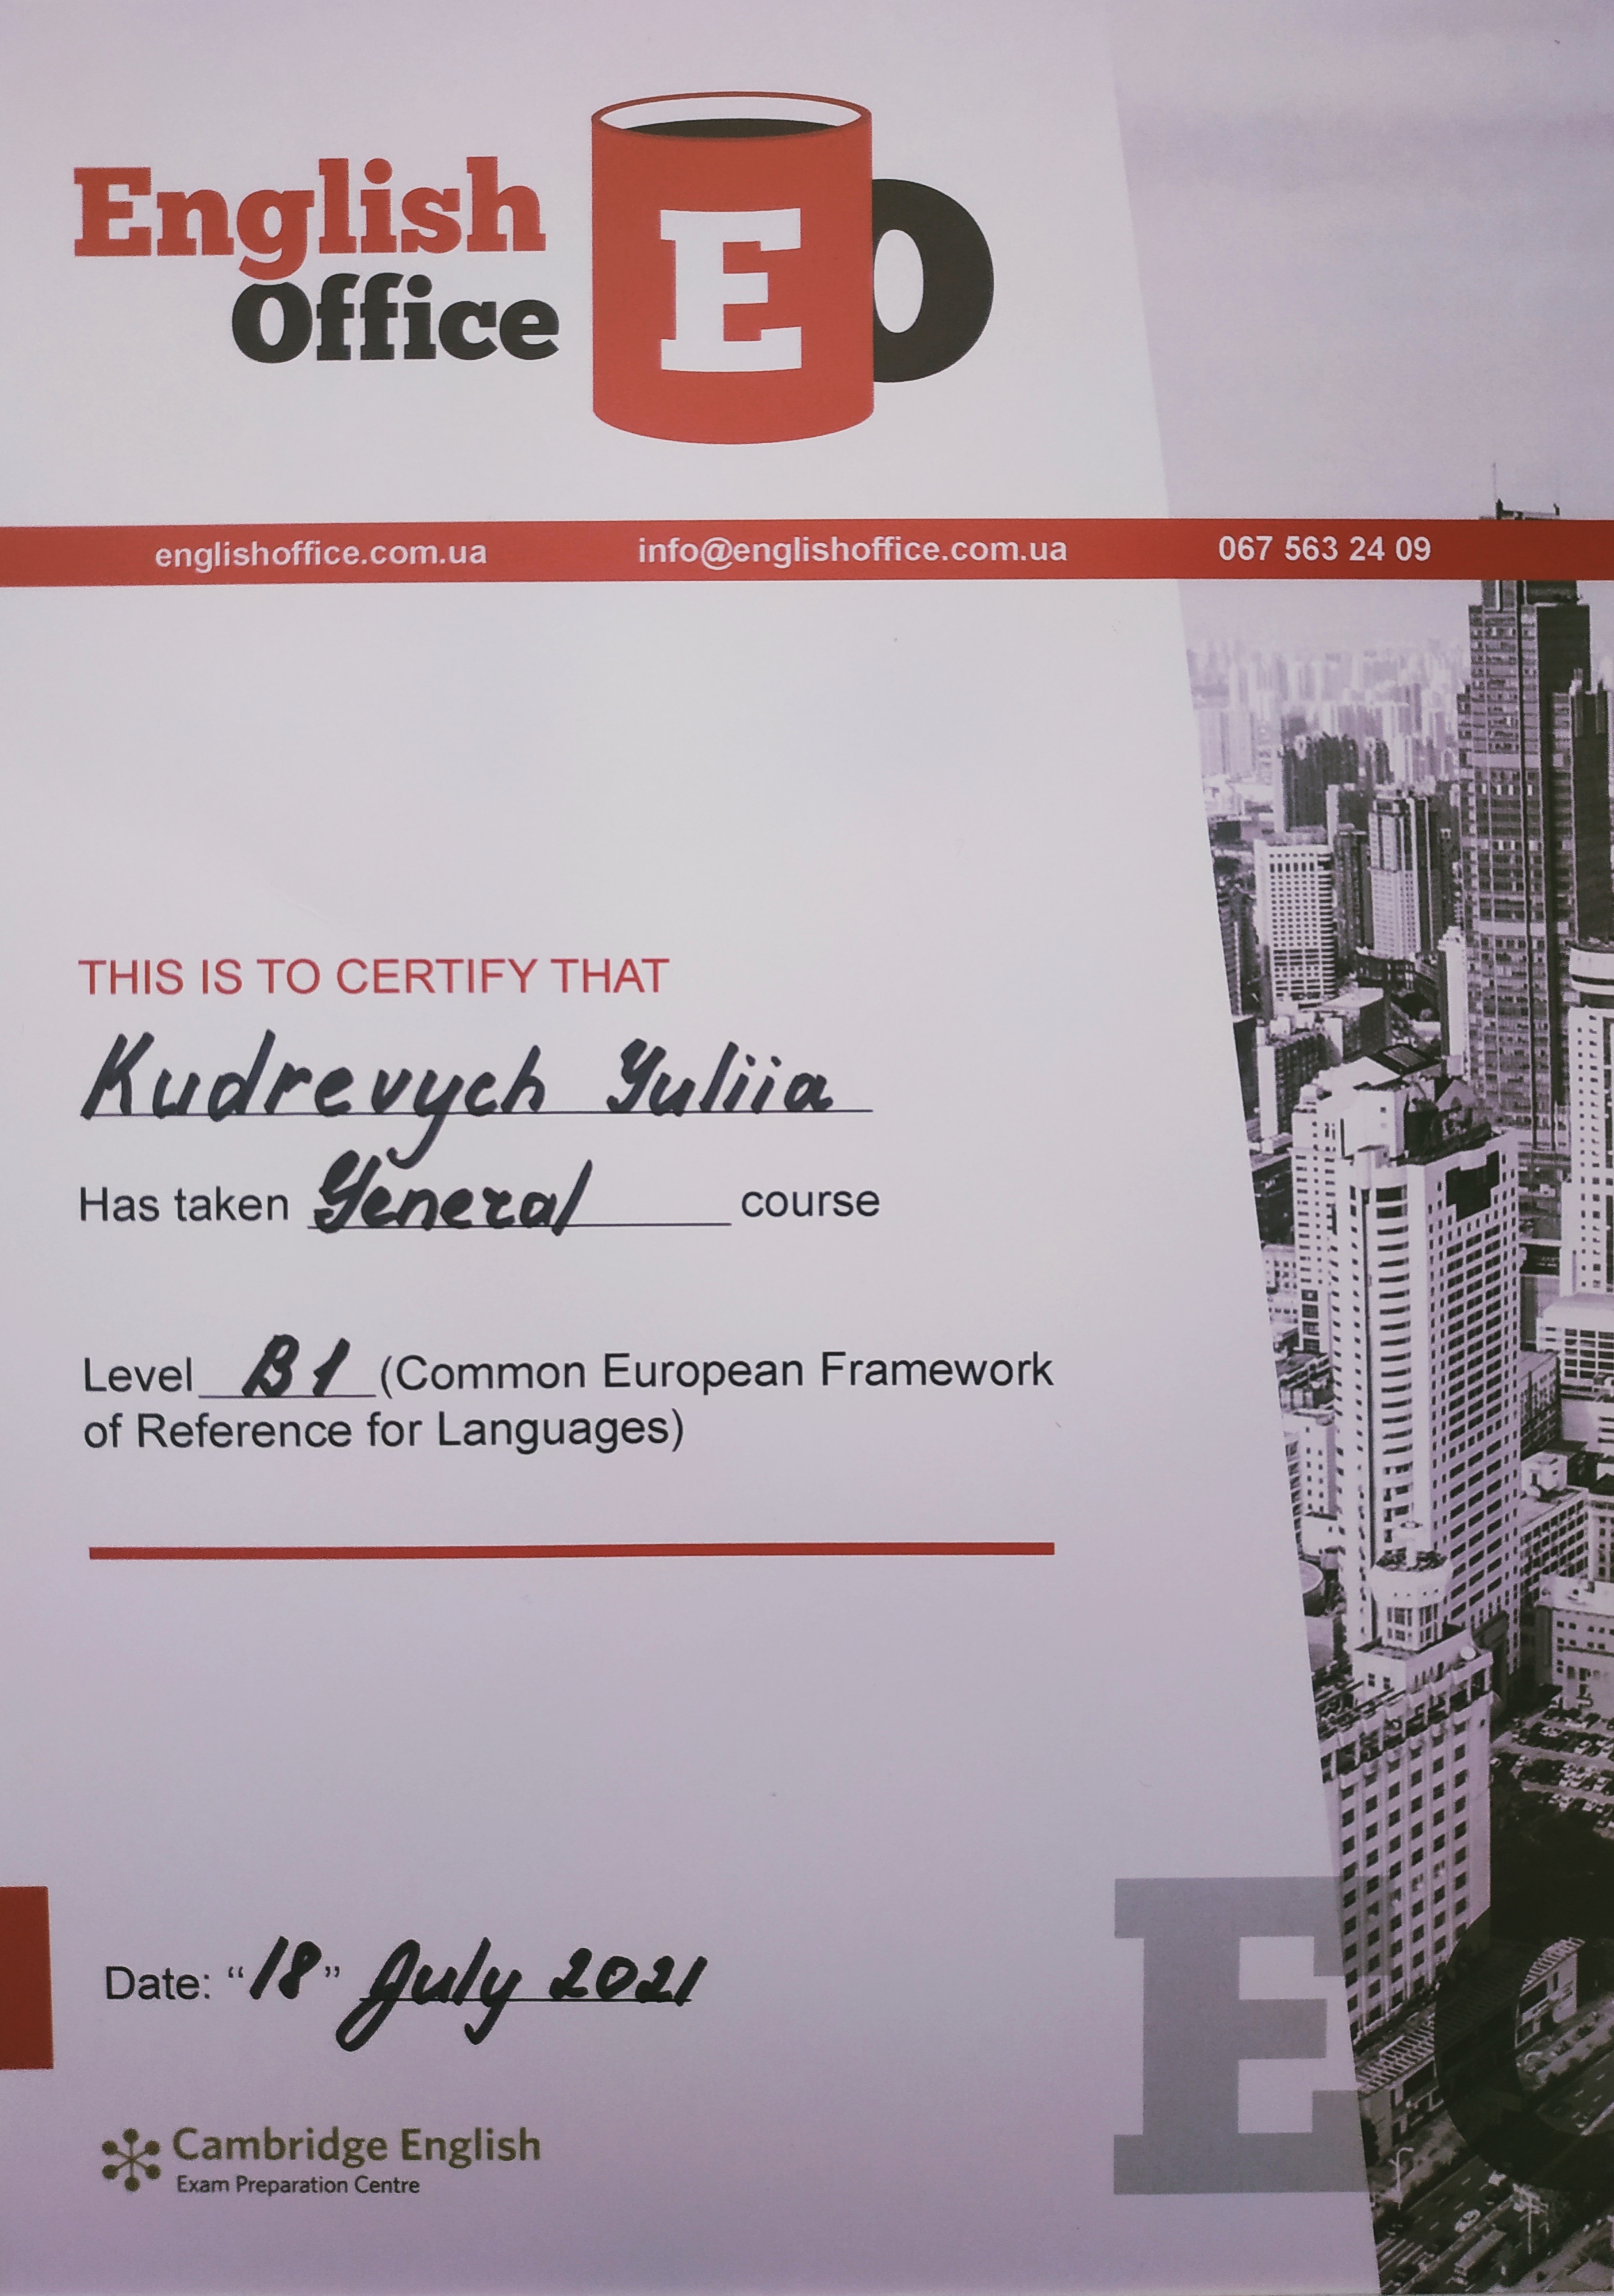 English
Office
E O
englishoffice.com.ua info@englishoffice.com.ua 067 563 24 09
THIS IS TO CERTIFY THAT
Kudrevych Yuliia
Has taken General course
Level B1 (Common European Framework
of Reference for Languages)
Date: “18” July 2021
Cambridge English
Exam Preparation Centre
E O